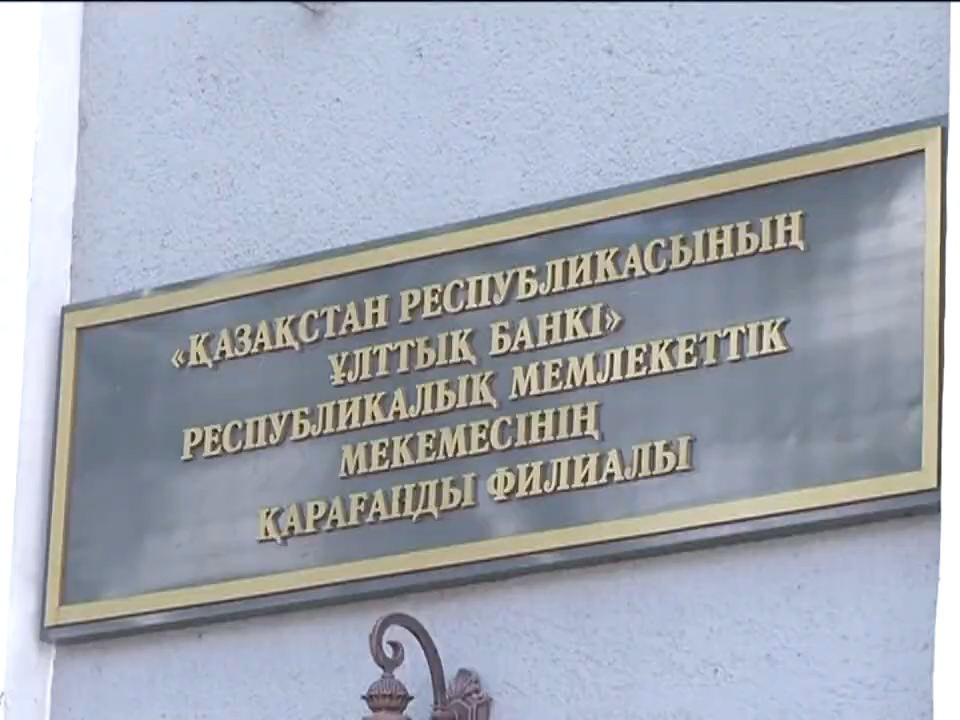 «ҚАЗАҚСТАН РЕСПУБЛИКАСЫНЫҢ
ҰЛТТЫҚ БАНКІ»
РЕСПУБЛИКАЛЫҚ МЕМЛЕКЕТТІК
МЕКЕМЕСІНІҢ
ҚАРАҒАНДЫ ФИЛИАЛЫ